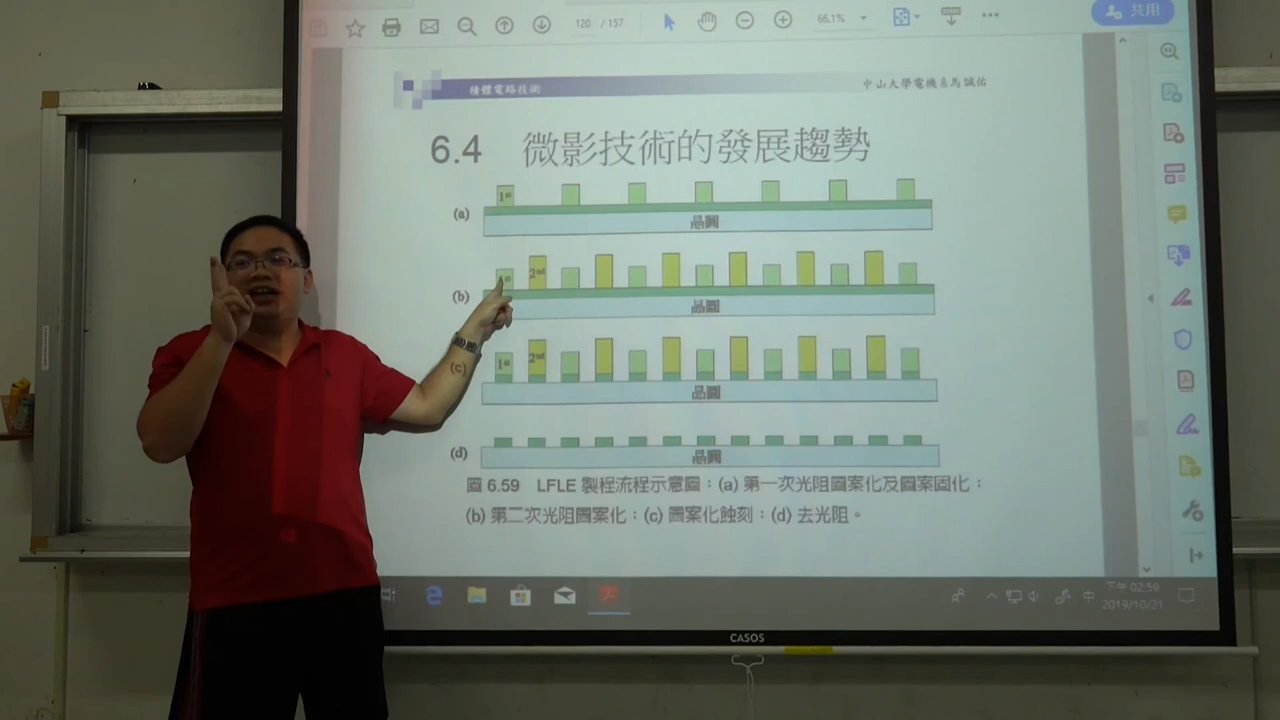 120 / 157
66.1%
共用
積體電路技術
中山大學電機系馬誠佑
6.4 微影技術的發展趨勢
1st
(a)
晶圓
1st 2nd
(b)
晶圓
1st 2nd
(c)
晶圓
(d)
晶圓
圖 6.59 LFLE 製程流程示意圖：(a) 第一次光阻圖案化及圖案固化；
(b) 第二次光阻圖案化；(c) 圖案化蝕刻；(d) 去光阻。
中
下午 02:59
2019/10/21
CASOS